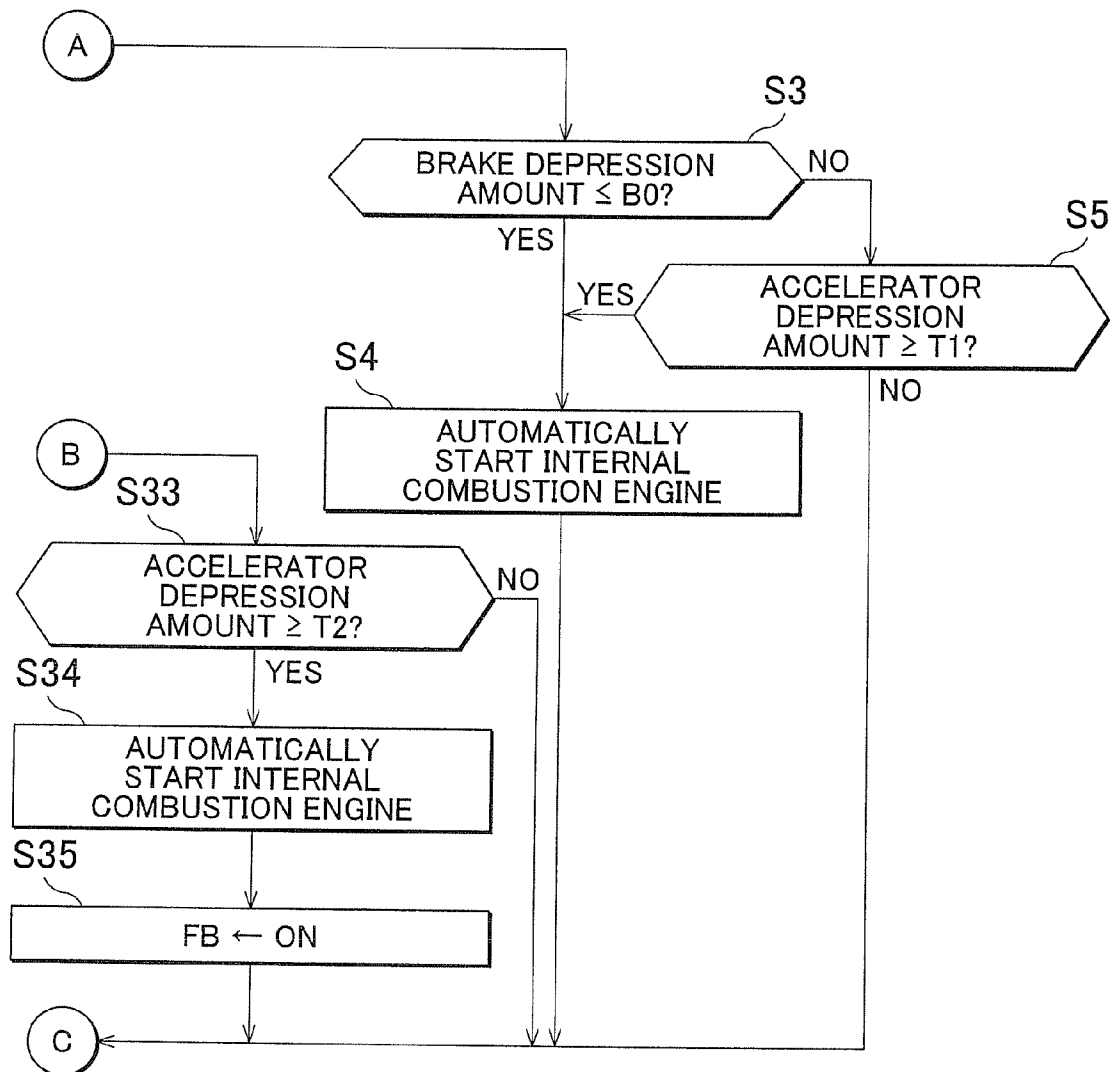 A
S3
BRAKE DEPRESSION
AMOUNT ≤ B0?
NO
YES
S5
ACCELERATOR
DEPRESSION
AMOUNT ≥ T1?
YES
NO
S4
AUTOMATICALLY
START INTERNAL
COMBUSTION ENGINE
B
S33
ACCELERATOR
DEPRESSION
AMOUNT ≥ T2?
NO
YES
S34
AUTOMATICALLY
START INTERNAL
COMBUSTION ENGINE
S35
FB ← ON
C